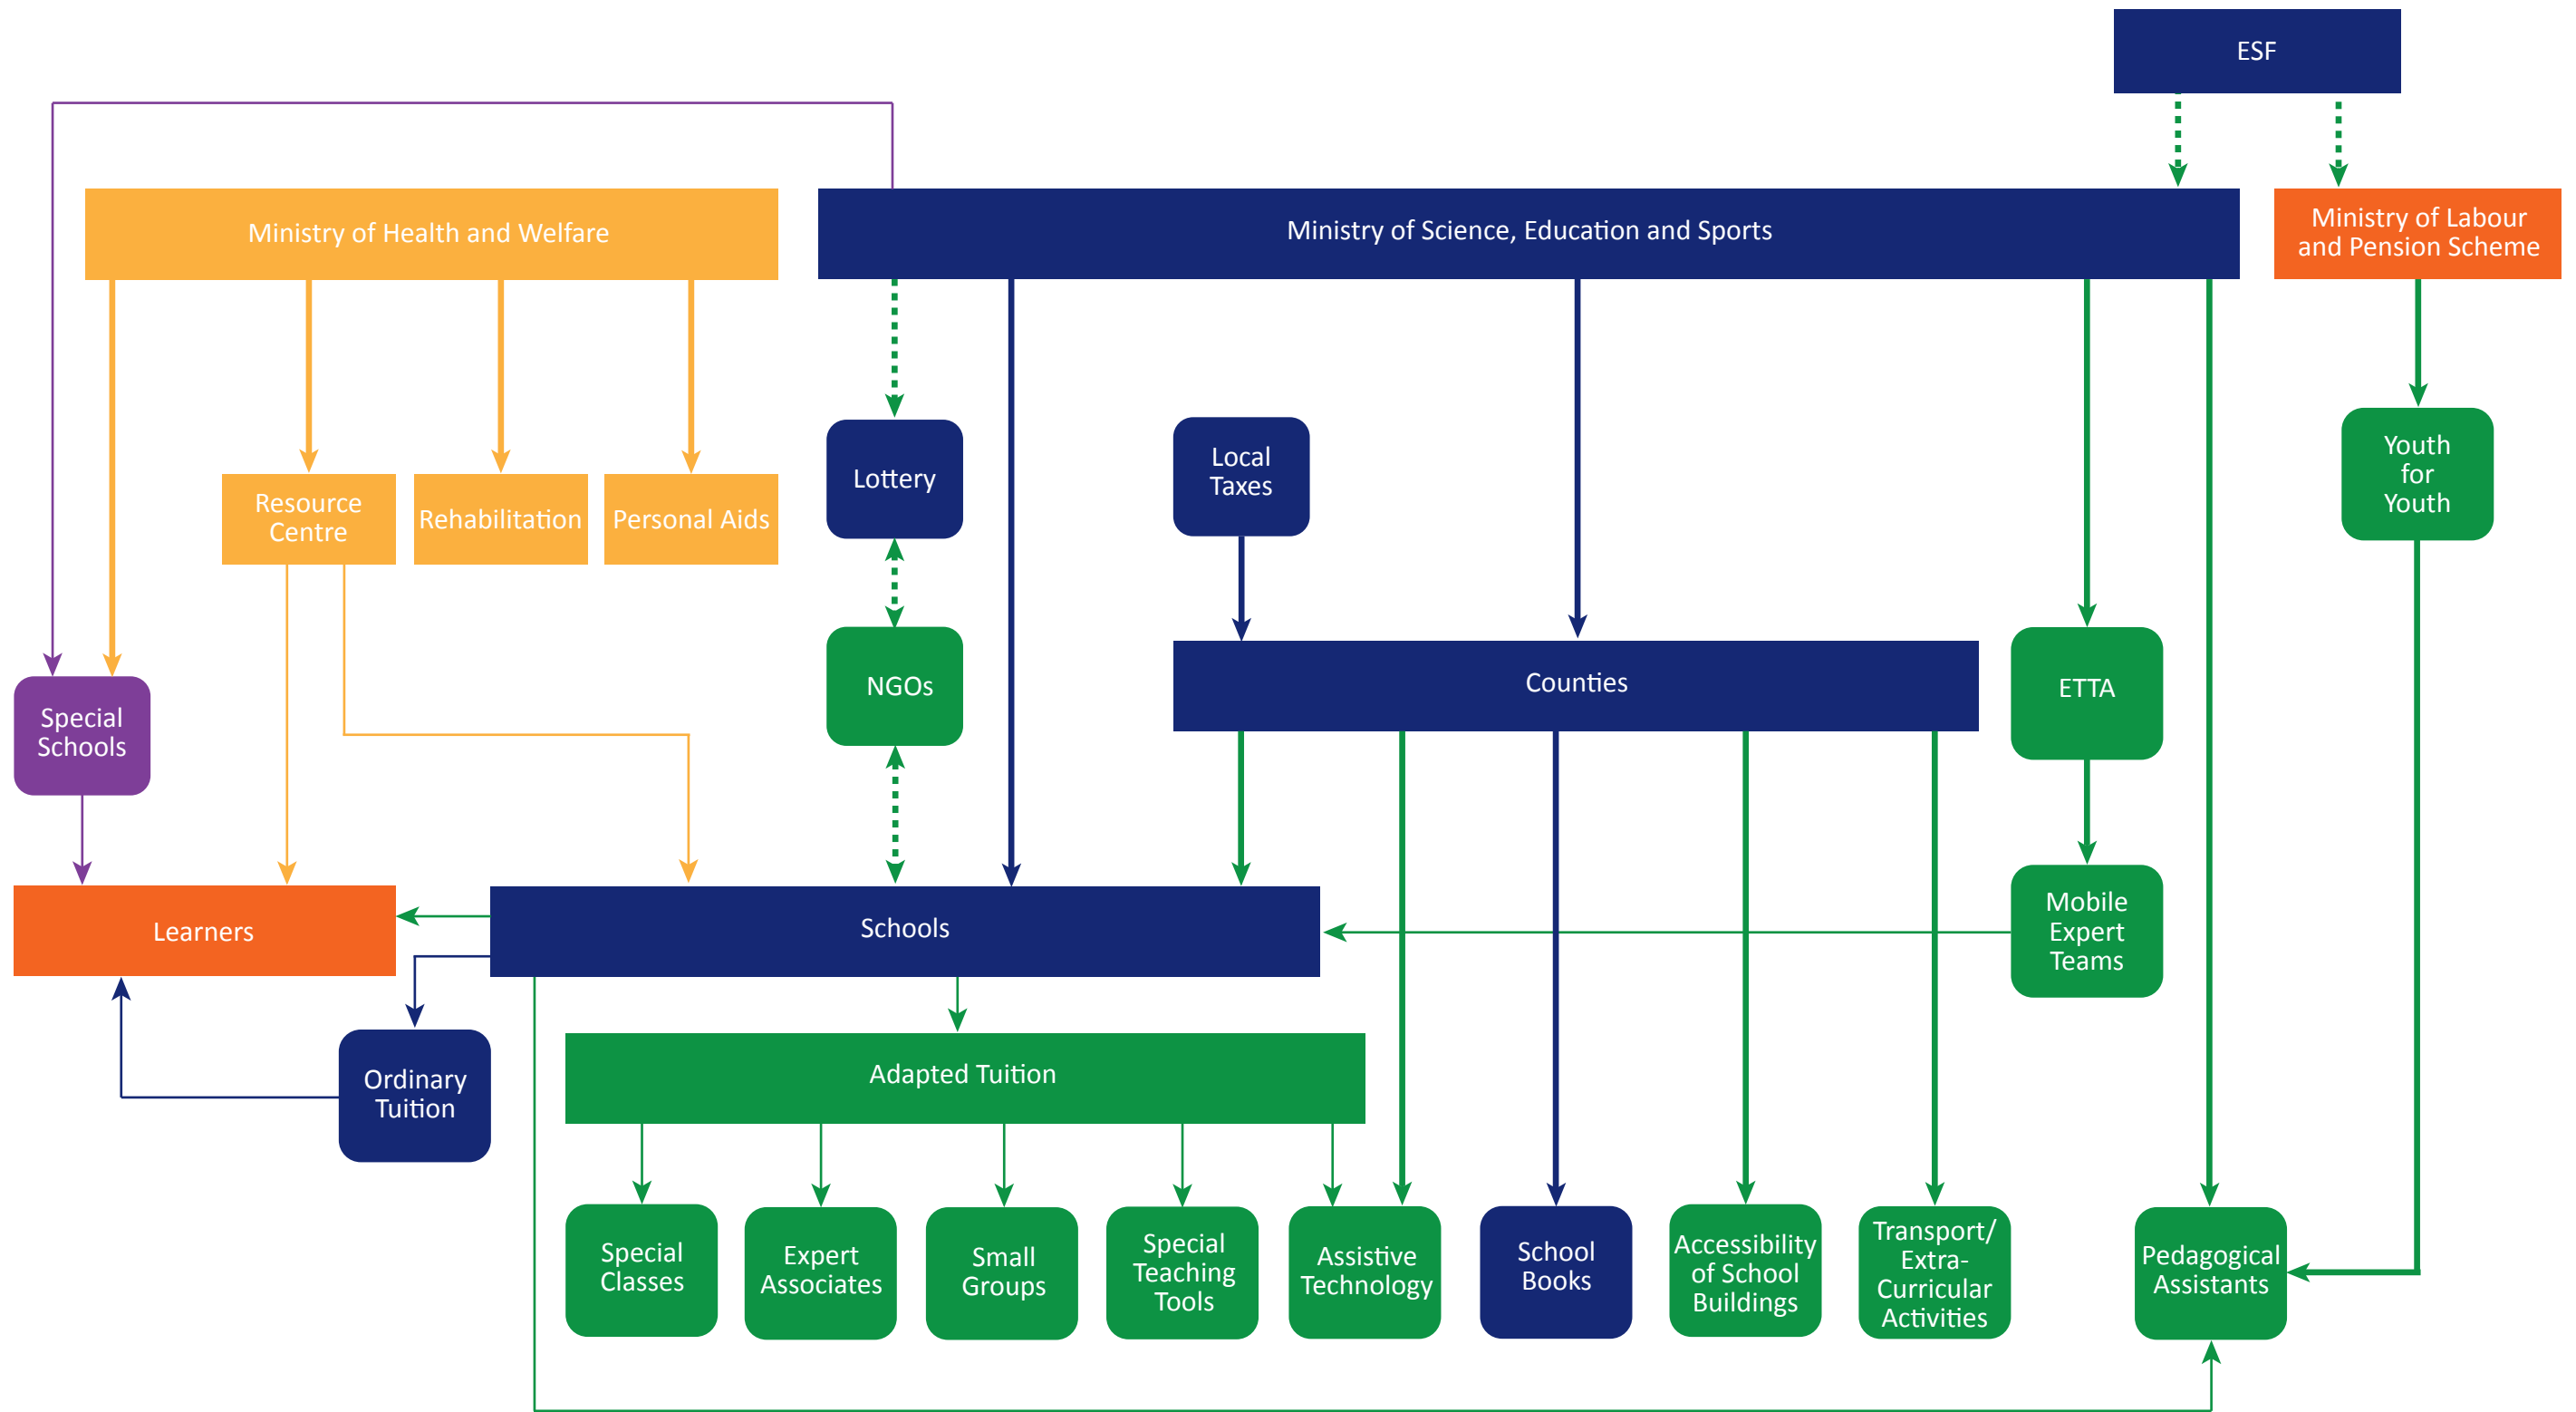 ESF
Ministry of Health and Welfare
Ministry of Science, Education and Sports
Ministry of Labour
and Pension Scheme
Resource
Centre
Rehabilitation
Personal Aids
Lottery
Local
Taxes
Youth
for
Youth
Special
Schools
NGOs
Counties
ETTA
Learners
Schools
Mobile
Expert
Teams
Ordinary
Tuition
Adapted Tuition
Special
Classes
Expert
Associates
Small
Groups
Special
Teaching
Tools
Assistive
Technology
School
Books
Accessibility
of School
Buildings
Transport/
Extra-
Curricular
Activities
Pedagogical
Assistants